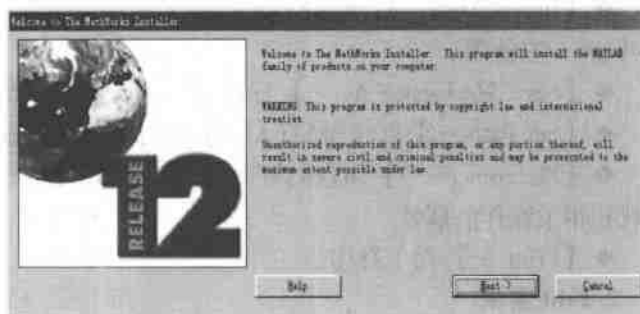 Welcome to The MathWorks Installer
Welcome to The MathWorks Installer. This program will install the MATLAB
family of products on your computer.
WARNING: This program is protected by copyright law and international
treaties.
Unauthorized reproduction of this program, or any portion thereof, will
result in severe civil and criminal penalties and may be prosecuted to the
maximum extent possible under law.
RELEASE
12
Help
Next >
Cancel